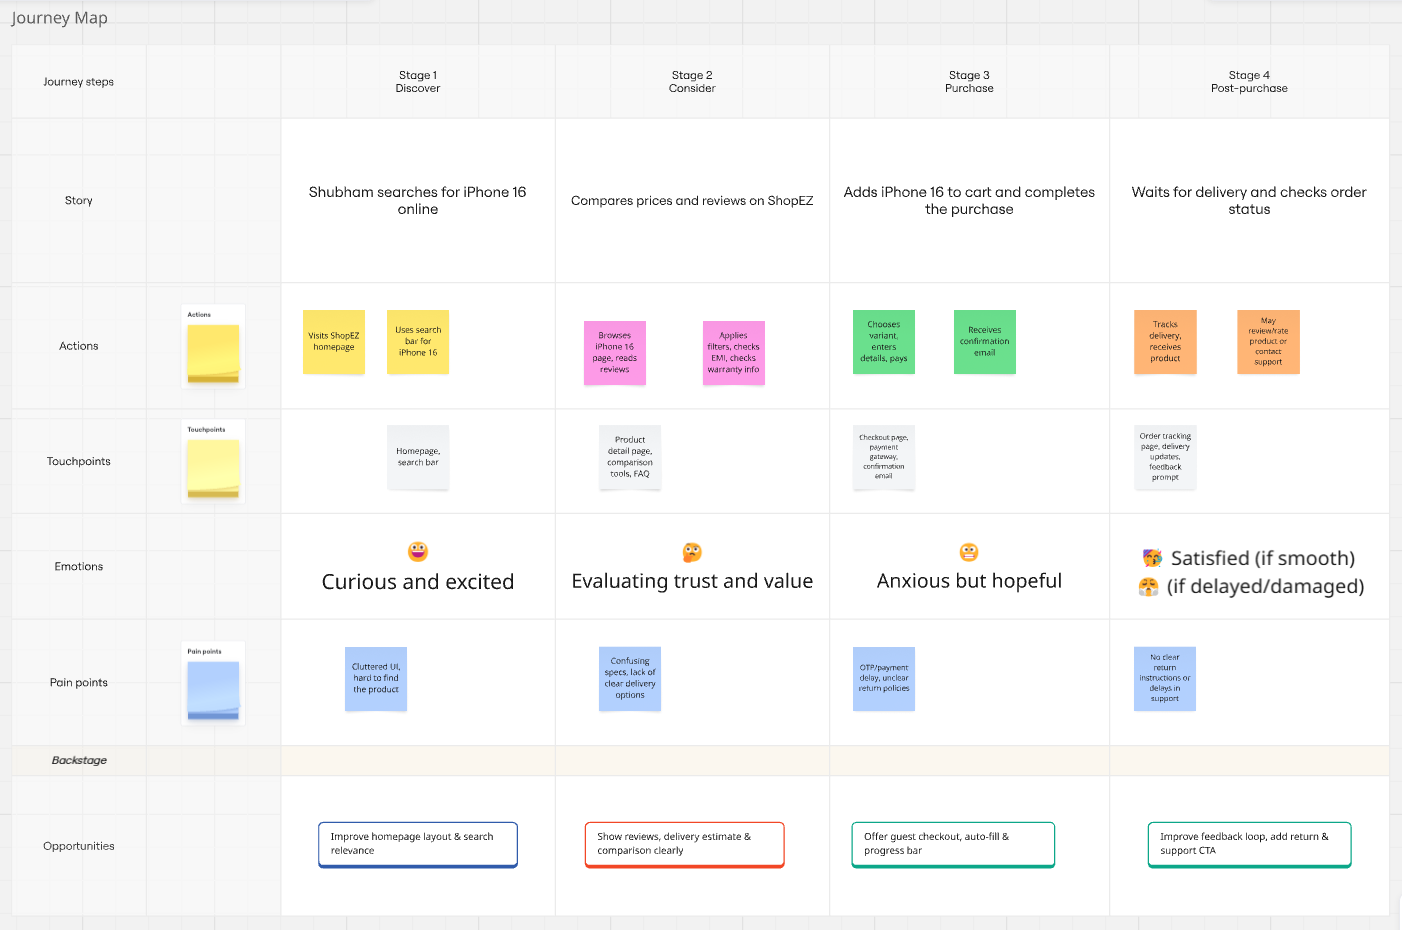 Journey Map
Journey steps
Stage 1
Discover
Stage 2
Consider
Stage 3
Purchase
Stage 4
Post-purchase
Story
Shubham searches for iPhone 16
online
Compares prices and reviews on ShopEZ
Adds iPhone 16 to cart and completes
the purchase
Waits for delivery and checks order
status
Actions
Actions
Visits ShopEZ
homepage
Uses search
bar for
iPhone 16
Browses
iPhone 16
page, reads
reviews
Applies
filters, checks
EMI, checks
warranty info
Chooses
variant,
enters
details, pays
Receives
confirmation
email
Tracks
delivery,
receives
product
May
review/rate
product or
contact
support
Touchpoints
Touchpoints
Homepage,
search bar
Product
detail page,
comparison
tools, FAQ
Checkout page,
payment
gateway,
confirmation
email
Order tracking
page, delivery
updates,
feedback
prompt
Emotions
😀
Curious and excited
🤔
Evaluating trust and value
😬
Anxious but hopeful
🥳 Satisfied (if smooth)
😤 (if delayed/damaged)
Pain points
Pain points
Cluttered UI,
hard to find
the product
Confusing
specs, lack of
clear delivery
options
OTP/payment
delay, unclear
return policies
No clear
return
instructions or
delays in
support
Backstage
Opportunities
Improve homepage layout & search
relevance
Show reviews, delivery estimate &
comparison clearly
Offer guest checkout, auto-fill &
progress bar
Improve feedback loop, add return &
support CTA